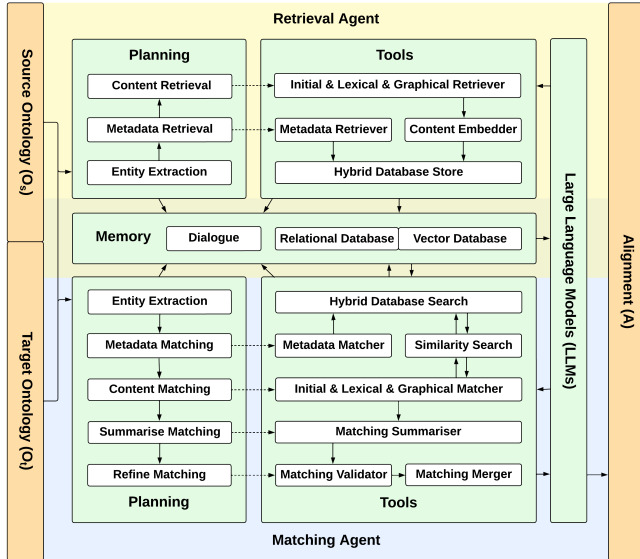 Retrieval Agent
Source Ontology (Os)
Planning
Content Retrieval
Metadata Retrieval
Entity Extraction
Tools
Initial & Lexical & Graphical Retriever
Metadata Retriever
Content Embedder
Hybrid Database Store
Memory
Dialogue
Relational Database
Vector Database
Large Language Models (LLMs)
Alignment (A)
Target Ontology (Ot)
Entity Extraction
Metadata Matching
Content Matching
Summarise Matching
Refine Matching
Planning
Hybrid Database Search
Metadata Matcher
Similarity Search
Initial & Lexical & Graphical Matcher
Matching Summariser
Matching Validator
Matching Merger
Tools
Matching Agent